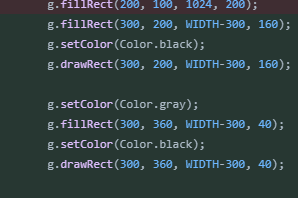 g.fillRect(200, 100, 1024, 200);
g.fillRect(300, 200, WIDTH-300, 160);
g.setColor(Color.black);
g.drawRect(300, 200, WIDTH-300, 160);
g.setColor(Color.gray);
g.fillRect(300, 360, WIDTH-300, 40);
g.setColor(Color.black);
g.drawRect(300, 360, WIDTH-300, 40);